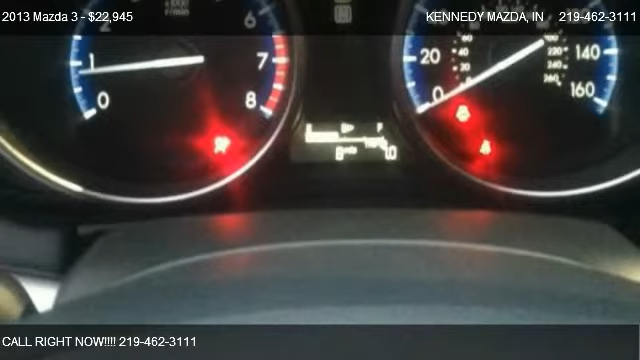 2013 Mazda 3 - $22,945 KENNEDY MAZDA, IN 219-462-3111
0 1 2 6 7 8
0 20 140 160
F
CALL RIGHT NOW!!!! 219-462-3111